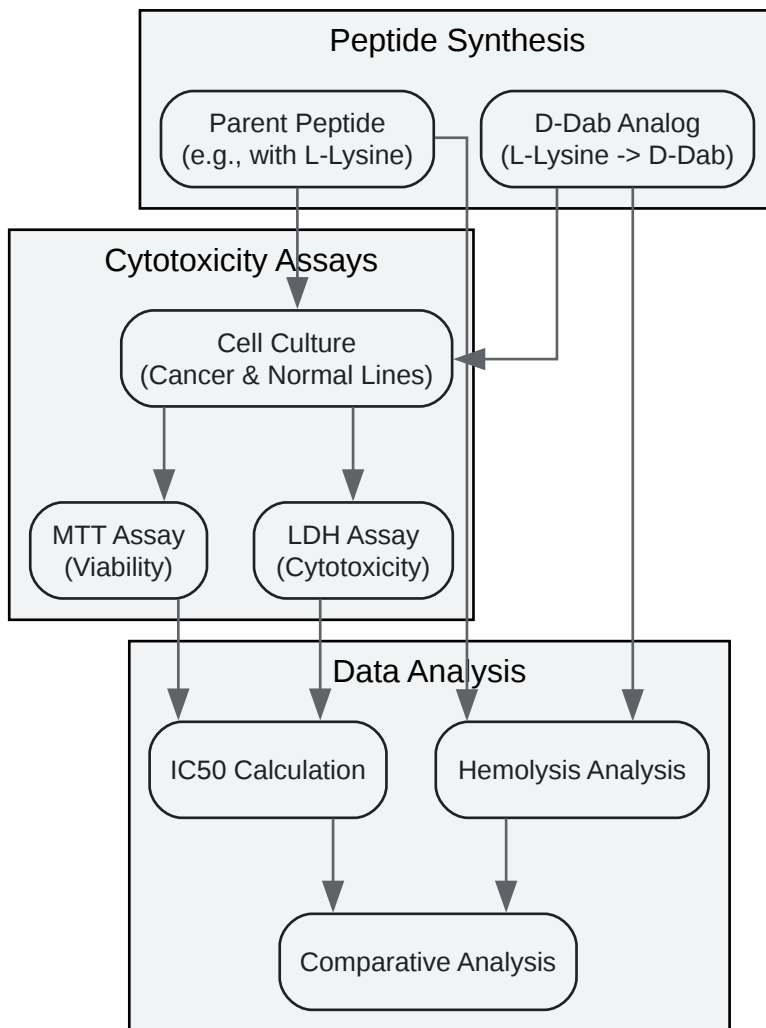 Peptide Synthesis
Parent Peptide
(e.g., with L-Lysine)
D-Dab Analog
(L-Lysine -> D-Dab)
Cytotoxicity Assays
Cell Culture
(Cancer & Normal Lines)
MTT Assay
(Viability)
LDH Assay
(Cytotoxicity)
Data Analysis
IC50 Calculation
Hemolysis Analysis
Comparative Analysis